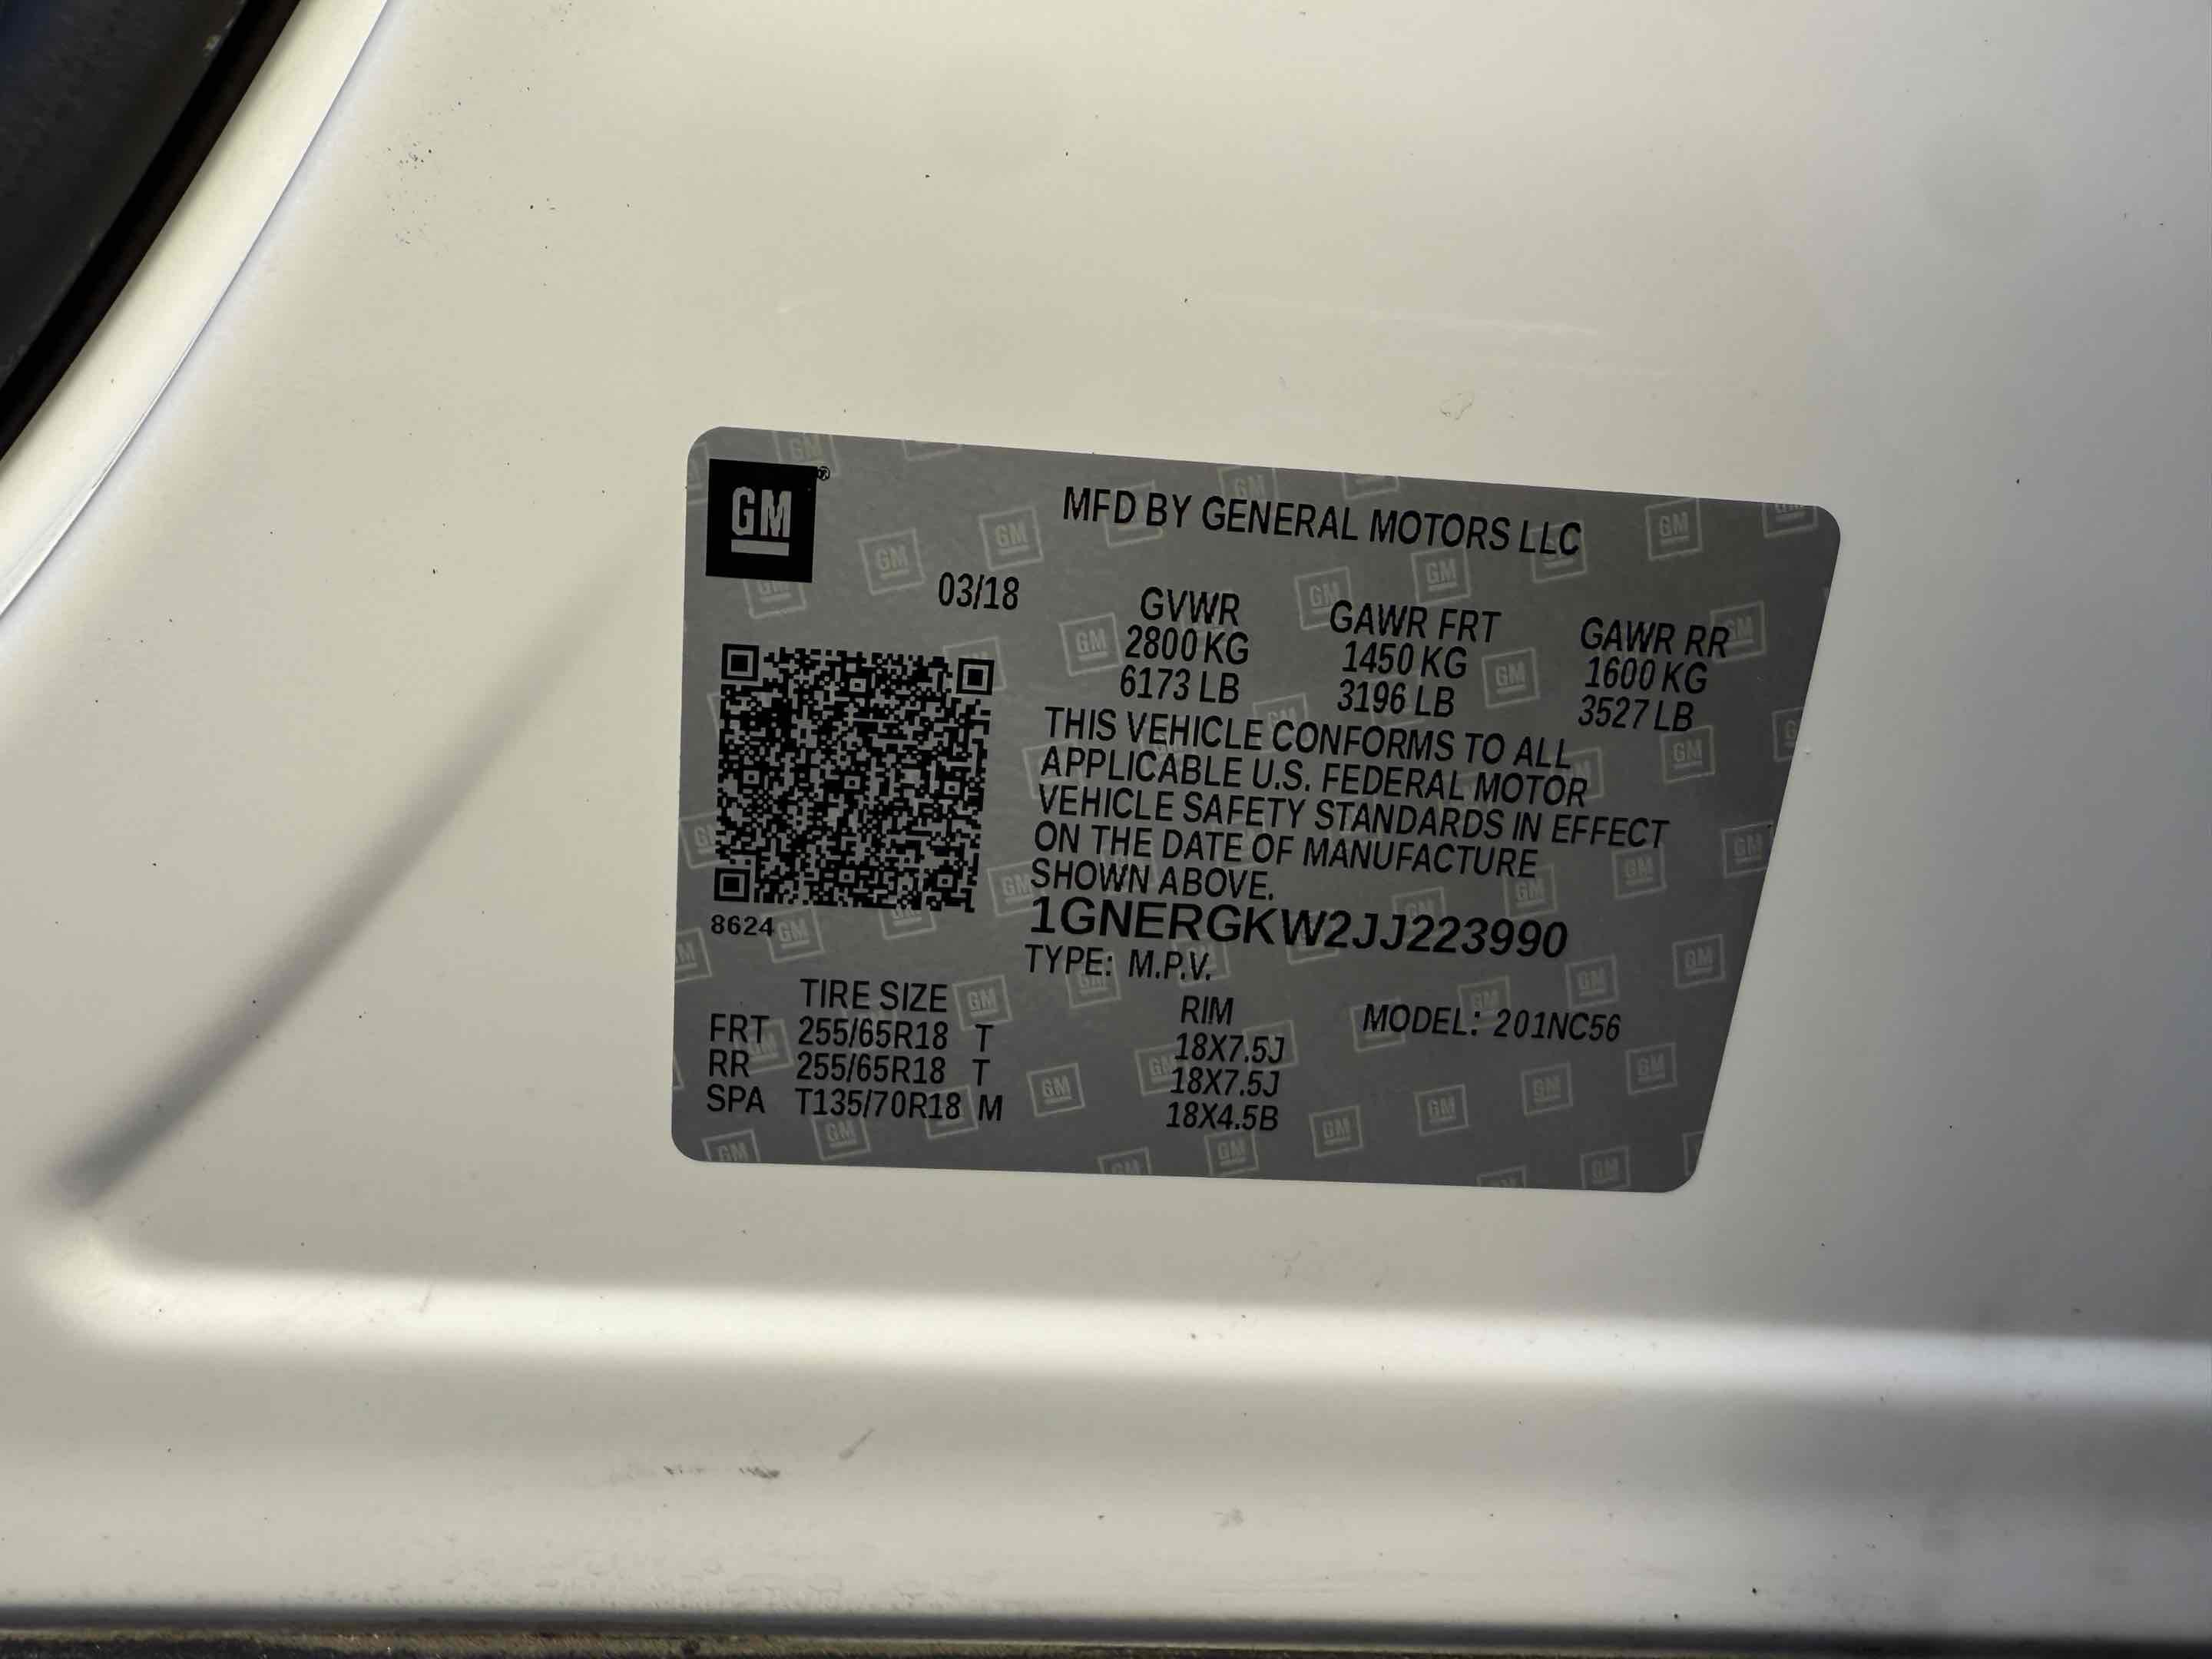 GM
MFD BY GENERAL MOTORS LLC
03/18
GVWR GAWR FRT GAWR RR
2800 KG 1450 KG 1600 KG
6173 LB 3196 LB 3527 LB
THIS VEHICLE CONFORMS TO ALL
APPLICABLE U.S. FEDERAL MOTOR
VEHICLE SAFETY STANDARDS IN EFFECT
ON THE DATE OF MANUFACTURE
SHOWN ABOVE.
8624
1GNERGKW2JJ223990
TYPE: M.P.V.
TIRE SIZE RIM MODEL: 201NC56
FRT 255/65R18 T 18X7.5J
RR 255/65R18 T 18X7.5J
SPA T135/70R18 M 18X4.5B